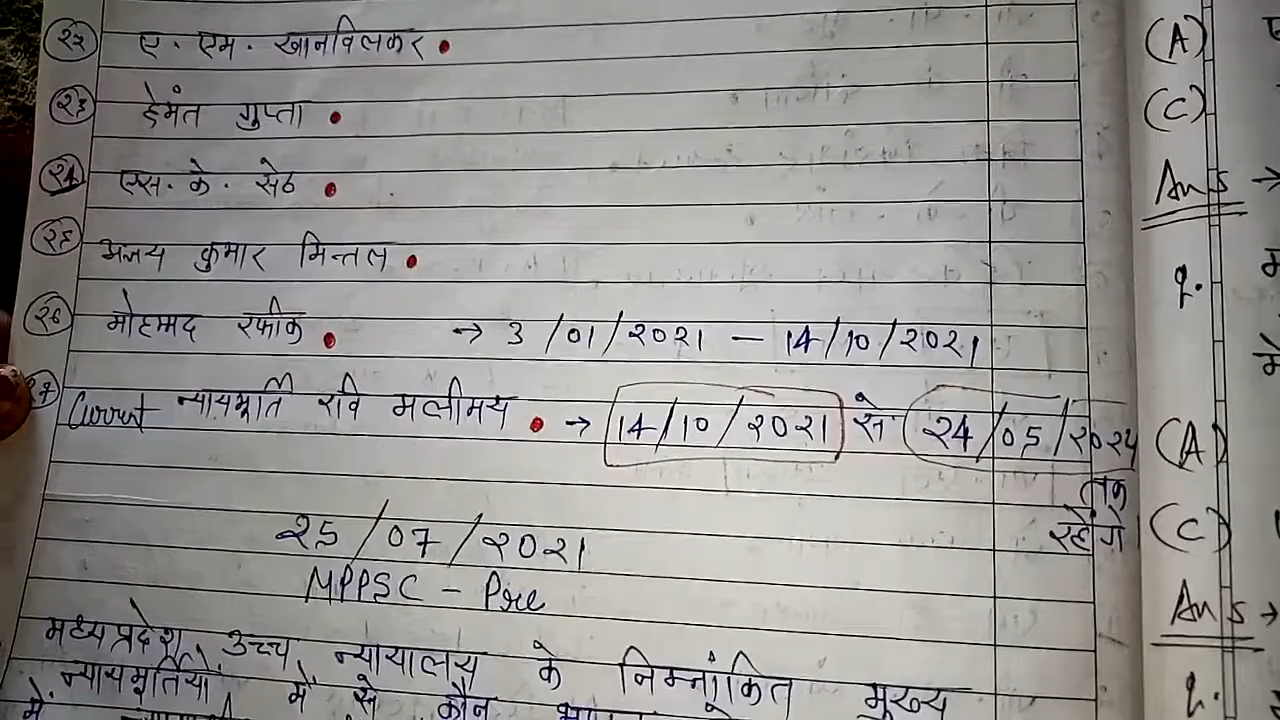 २२ ए. एम. खानविलकर
२३ हेमंत गुप्ता
२४ एस. के. सेठ
२५ अजय कुमार मित्तल
२६ मोहम्मद रफीक → 3/01/2021 - 14/10/2021
२७ Current न्यायमूर्ति रवि मलीमथ → 14/10/2021 से 24/05/2024
तक
रहेंगे
25/07/2021
MPPSC - Pre
मध्यप्रदेश उच्च न्यायालय के निम्नांकित मुख्य
न्यायमूर्तियों में से कौन
में
(A)
(C)
Ans →
q.
(A)
(C)
Ans →
q.